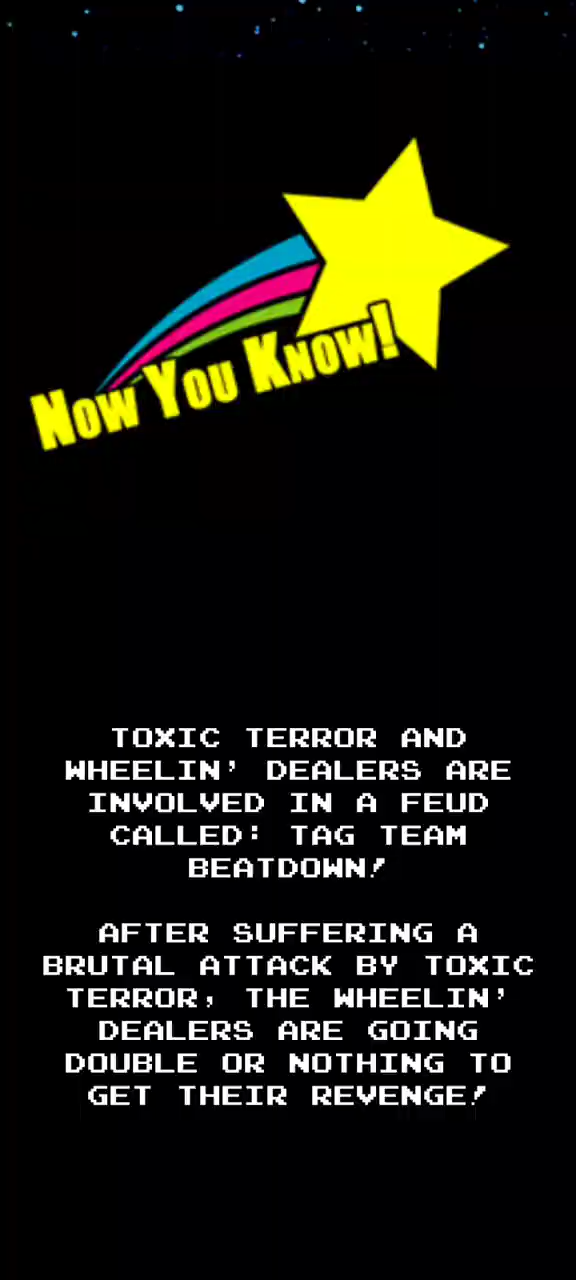 NOW YOU KNOW!
TOXIC TERROR AND
WHEELIN' DEALERS ARE
INVOLVED IN A FEUD
CALLED: TAG TEAM
BEATDOWN!
AFTER SUFFERING A
BRUTAL ATTACK BY TOXIC
TERROR, THE WHEELIN'
DEALERS ARE GOING
DOUBLE OR NOTHING TO
GET THEIR REVENGE!